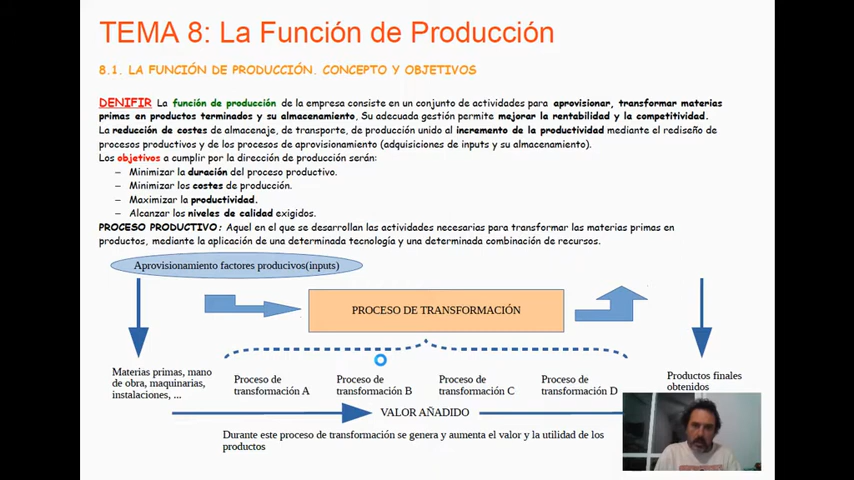 TEMA 8: La Función de Producción
8.1. LA FUNCIÓN DE PRODUCCIÓN. CONCEPTO Y OBJETIVOS
DENIFIR La función de producción de la empresa consiste en un conjunto de actividades para aprovisionar, transformar materias
primas en productos terminados y su almacenamiento. Su adecuada gestión permite mejorar la rentabilidad y la competitividad.
La reducción de costes de almacenaje, de transporte, de producción unido al incremento de la productividad mediante el rediseño de
procesos productivos y de los procesos de aprovisionamiento (adquisiciones de inputs y su almacenamiento).
Los objetivos a cumplir por la dirección de producción serán:
– Minimizar la duración del proceso productivo.
– Minimizar los costes de producción.
– Maximizar la productividad.
– Alcanzar los niveles de calidad exigidos.
PROCESO PRODUCTIVO: Aquel en el que se desarrollan las actividades necesarias para transformar las materias primas en
productos, mediante la aplicación de una determinada tecnología y una determinada combinación de recursos.
Aprovisionamiento factores producivos(inputs)
PROCESO DE TRANSFORMACIÓN
Materias primas, mano
de obra, maquinarias,
instalaciones, ...
Proceso de
transformación A
Proceso de
transformación B
Proceso de
transformación C
Proceso de
transformación D
Productos finales
obtenidos
VALOR AÑADIDO
Durante este proceso de transformación se genera y aumenta el valor y la utilidad de los
productos